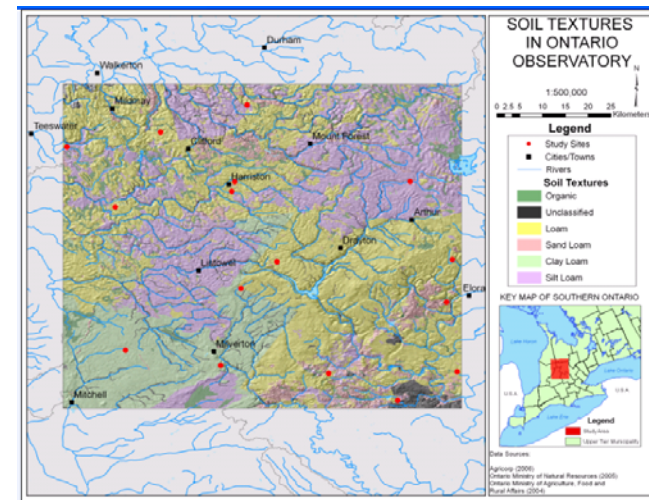 SOIL TEXTURES
IN ONTARIO
OBSERVATORY
N
1:500,000
0 2.5 5 10 15 20 25
Kilometers
Legend
Study Sites
Cities/Towns
Rivers
Soil Textures
Organic
Unclassified
Loam
Sand Loam
Clay Loam
Silt Loam
KEY MAP OF SOUTHERN ONTARIO
Lake Huron
Lake Ontario
U.S.A.
U.S.A.
Lake Erie
Legend
Study Area
Upper Tier Municipality
Data Sources:
Agricorp (2006)
Ontario Ministry of Natural Resources (2005)
Ontario Ministry of Agriculture, Food and
Rural Affairs (2004)
Durham
Walkerton
Mildmay
Teeswater
Clifford
Mount Forest
Harriston
Arthur
Drayton
Listowel
Elora
Milverton
Mitchell